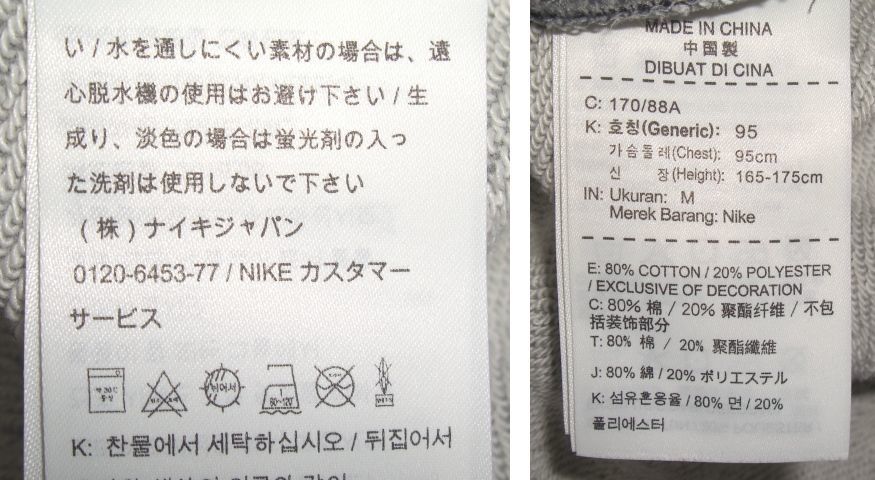 い / 水を通しにくい素材の場合は、遠
心脱水機の使用はお避け下さい / 生
成り、淡色の場合は蛍光剤の入っ
た洗剤は使用しないで下さい
(株)ナイキジャパン
0120-6453-77 / NIKE カスタマー
サービス
K: 찬물에서 세탁하십시오 / 뒤집어서
MADE IN CHINA
中国製
DIBUAT DI CINA
C: 170/88A
K: 호칭(Generic): 95
가슴둘레(Chest): 95cm
신 장(Height): 165-175cm
IN: Ukuran: M
Merek Barang: Nike
E: 80% COTTON / 20% POLYESTER
/ EXCLUSIVE OF DECORATION
C: 80% 棉 / 20% 聚酯纤维 / 不包
括装饰部分
T: 80% 棉 / 20% 聚酯纖維
J: 80% 綿 / 20% ポリエステル
K: 섬유혼용율 / 80% 면 / 20%
폴리에스터